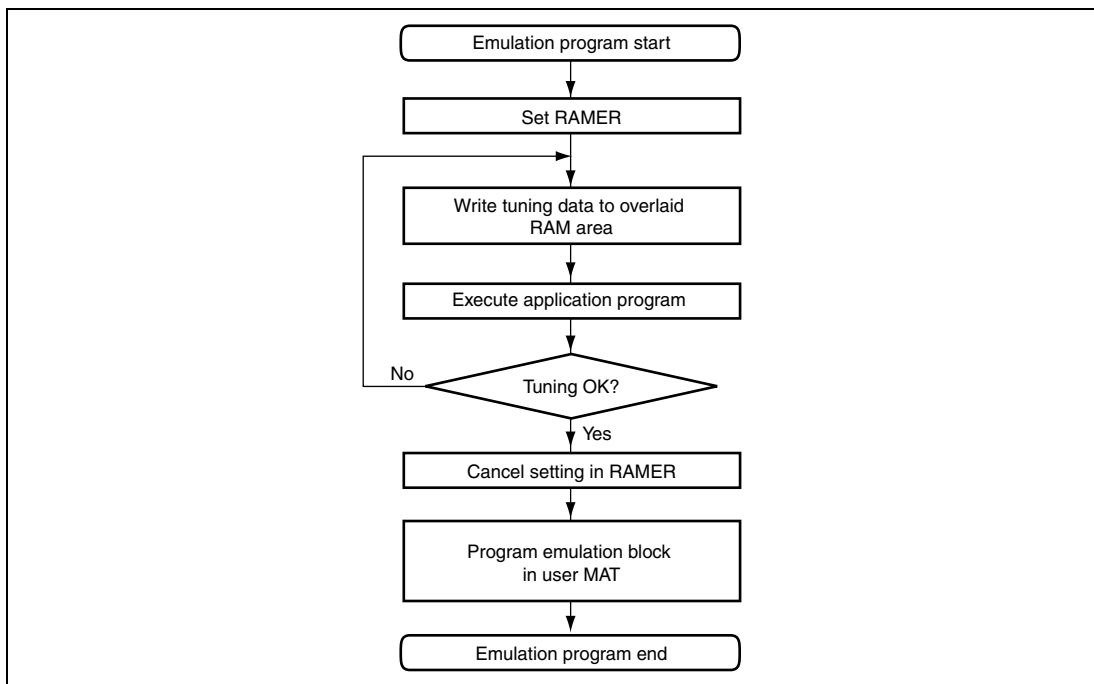 Emulation program start
Set RAMER
Write tuning data to overlaid
RAM area
Execute application program
No
Tuning OK?
Yes
Cancel setting in RAMER
Program emulation block
in user MAT
Emulation program end